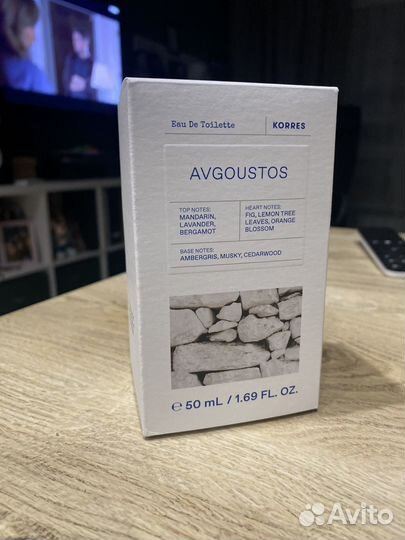 Eau De Toilette
KORRES
AVGOUSTOS
TOP NOTES:
MANDARIN,
LAVANDER,
BERGAMOT
HEART NOTES:
FIG, LEMON TREE
LEAVES, ORANGE
BLOSSOM
BASE NOTES:
AMBERGRIS, MUSKY, CEDARWOOD
℮ 50 mL / 1.69 FL. OZ.
Avito